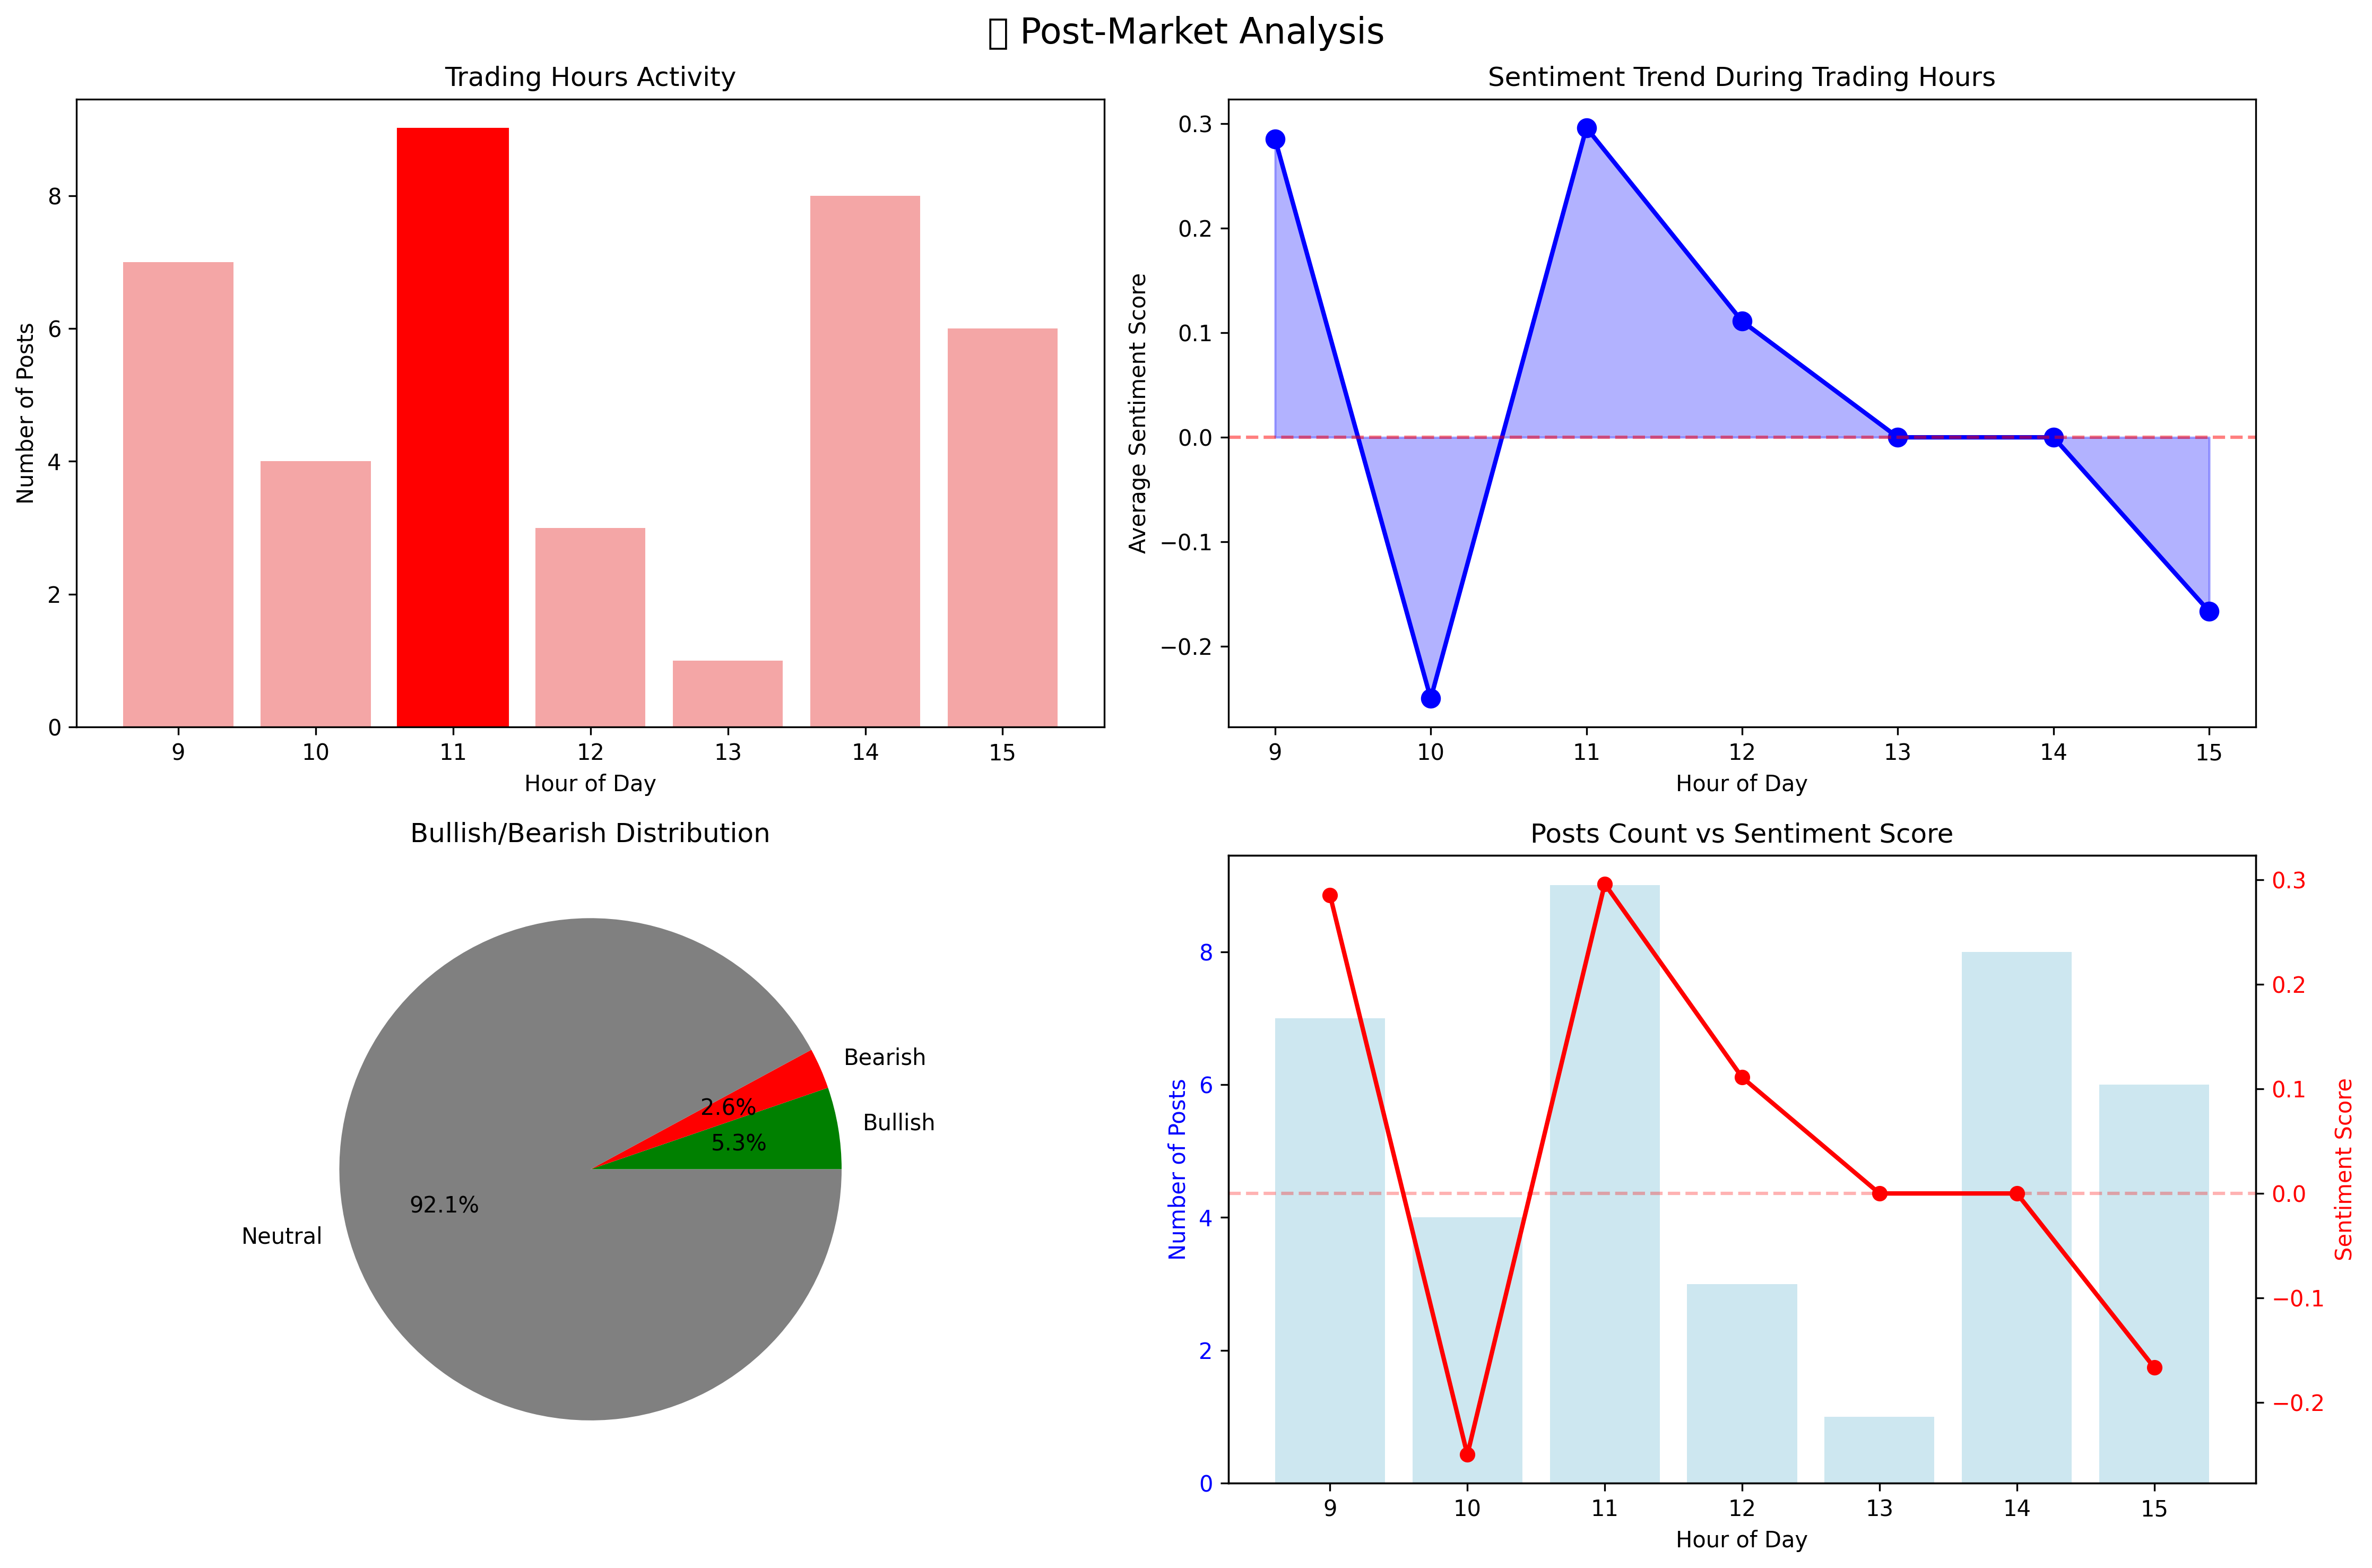 Post-Market Analysis
Trading Hours Activity
Number of Posts
8
6
4
2
0
9 10 11 12 13 14 15
Hour of Day
Sentiment Trend During Trading Hours
Average Sentiment Score
0.3
0.2
0.1
0.0
−0.1
−0.2
9 10 11 12 13 14 15
Hour of Day
Bullish/Bearish Distribution
Bearish
2.6%
Bullish
5.3%
92.1%
Neutral
Posts Count vs Sentiment Score
Number of Posts
8
6
4
2
0
0.3
0.2
0.1
0.0
−0.1
−0.2
Sentiment Score
9 10 11 12 13 14 15
Hour of Day